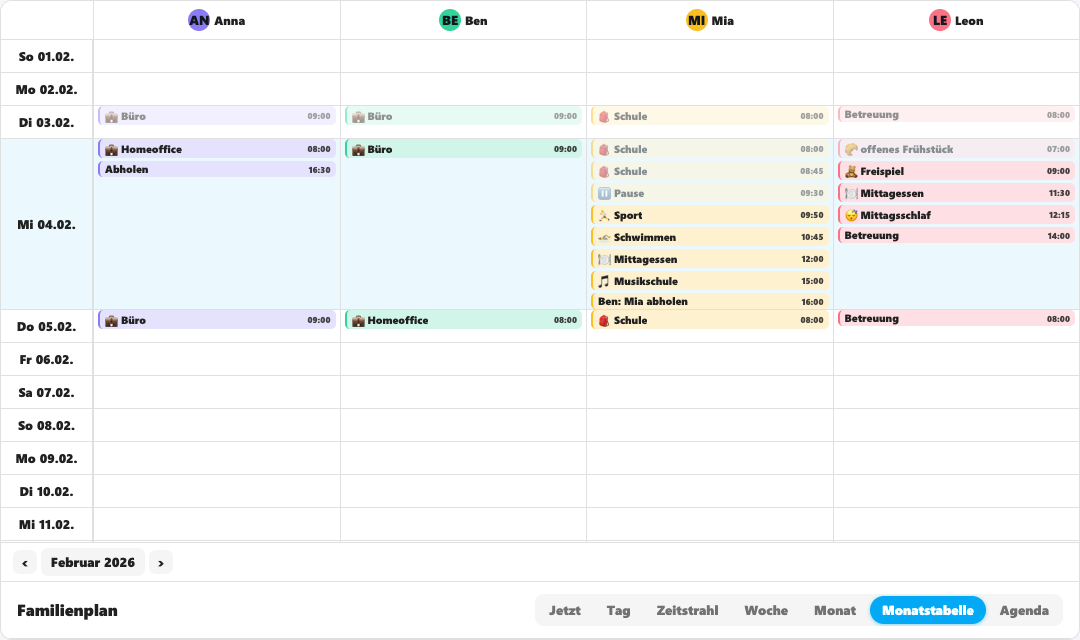 AN Anna BE Ben MI Mia LE Leon
So 01.02.
Mo 02.02.
Di 03.02. Büro 09:00 Büro 09:00 Schule 08:00 Betreuung 08:00
Mi 04.02.
Homeoffice 08:00
Abholen 16:30
Büro 09:00
Schule 08:00
Schule 08:45
Pause 09:30
Sport 09:50
Schwimmen 10:45
Mittagessen 12:00
Musikschule 15:00
Ben: Mia abholen 16:00
offenes Frühstück 07:00
Freispiel 09:00
Mittagessen 11:30
Mittagsschlaf 12:15
Betreuung 14:00
Do 05.02. Büro 09:00 Homeoffice 08:00 Schule 08:00 Betreuung 08:00
Fr 06.02.
Sa 07.02.
So 08.02.
Mo 09.02.
Di 10.02.
Mi 11.02.
‹ Februar 2026 ›
Familienplan Jetzt Tag Zeitstrahl Woche Monat Monatstabelle Agenda